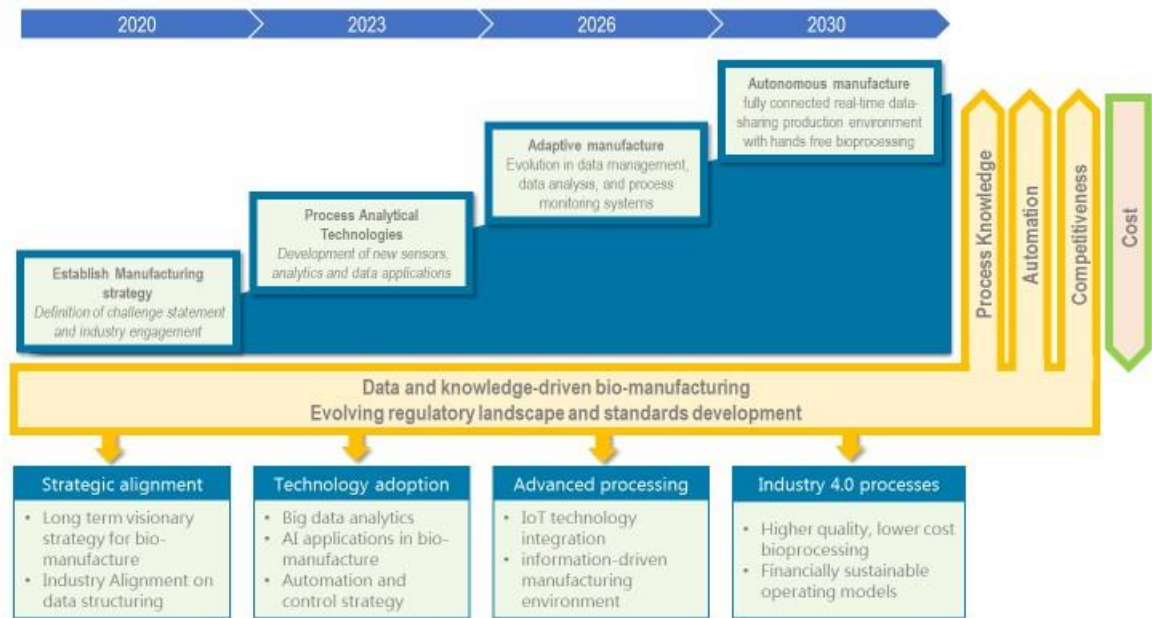 2020
2023
2026
2030
Establish Manufacturing
strategy
Definition of challenge statement
and industry engagement
Process Analytical
Technologies
Development of new sensors,
analytics and data applications
Adaptive manufacture
Evolution in data management,
data analysis, and process
monitoring systems
Autonomous manufacture
fully connected real-time data-
sharing production environment
with hands free bioprocessing
Process Knowledge
Automation
Competitiveness
Cost
Data and knowledge-driven bio-manufacturing
Evolving regulatory landscape and standards development
Strategic alignment
• Long term visionary
strategy for bio-
manufacture
• Industry Alignment on
data structuring
Technology adoption
• Big data analytics
• AI applications in bio-
manufacture
• Automation and
control strategy
Advanced processing
• IoT technology
integration
• information-driven
manufacturing
environment
Industry 4.0 processes
• Higher quality, lower cost
bioprocessing
• Financially sustainable
operating models